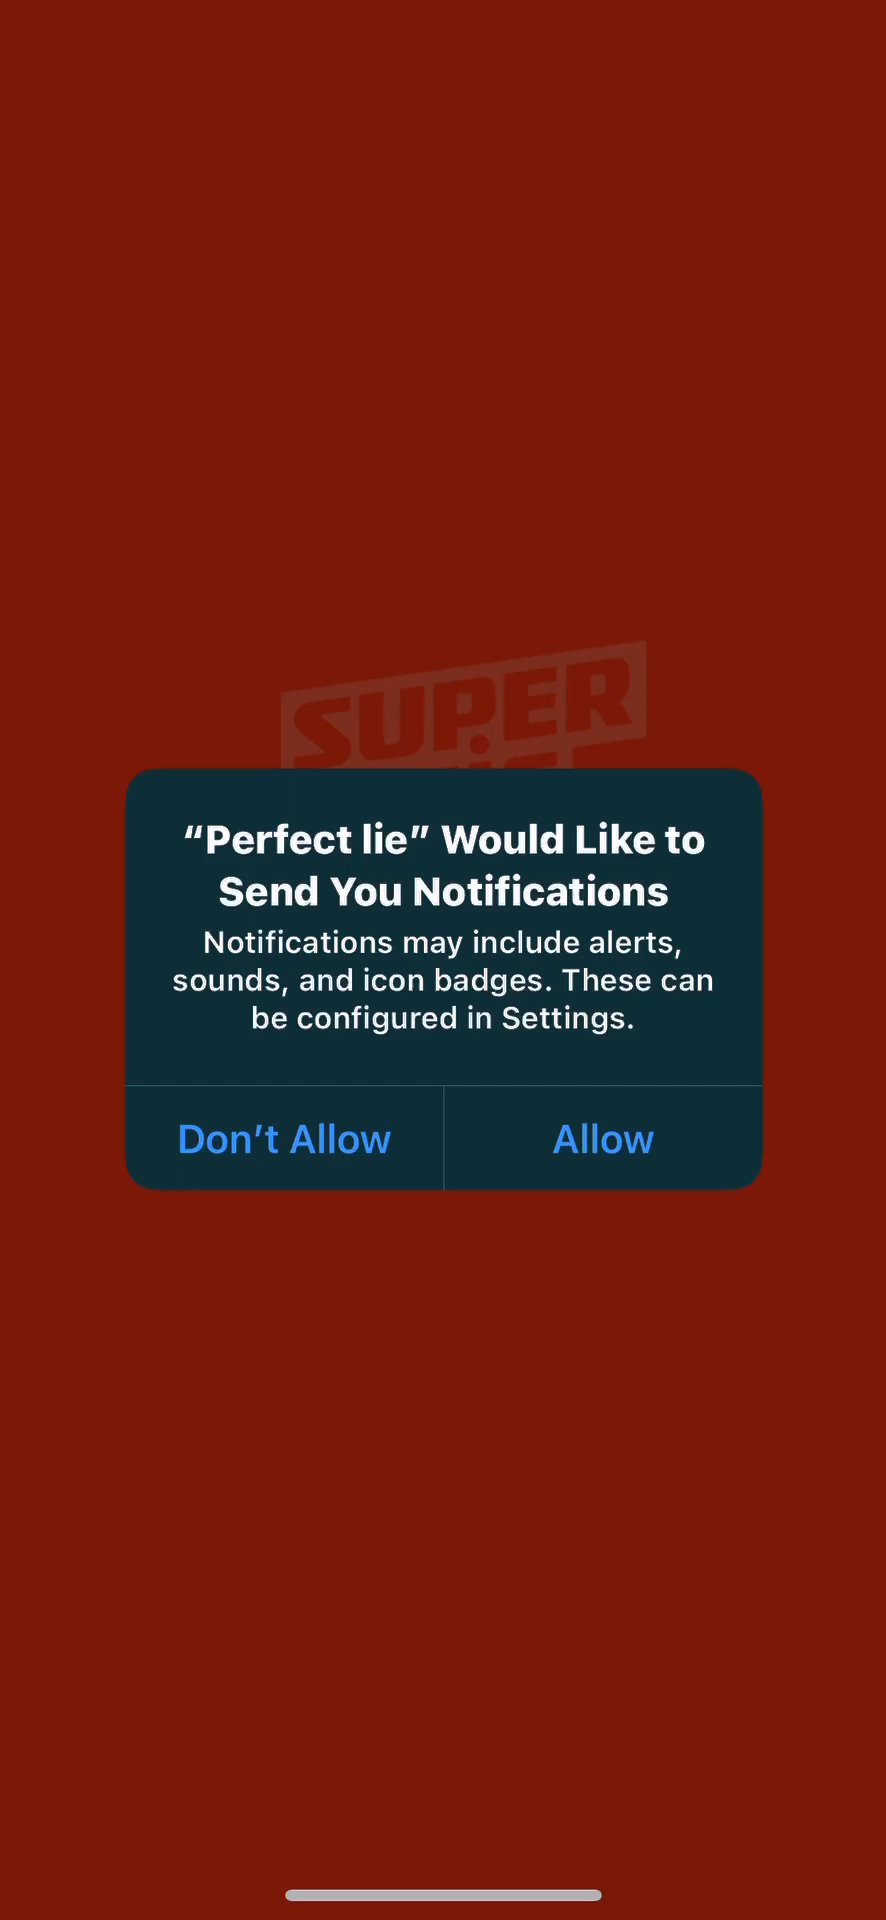 SUPER
“Perfect lie” Would Like to
Send You Notifications
Notifications may include alerts,
sounds, and icon badges. These can
be configured in Settings.
Don’t Allow
Allow